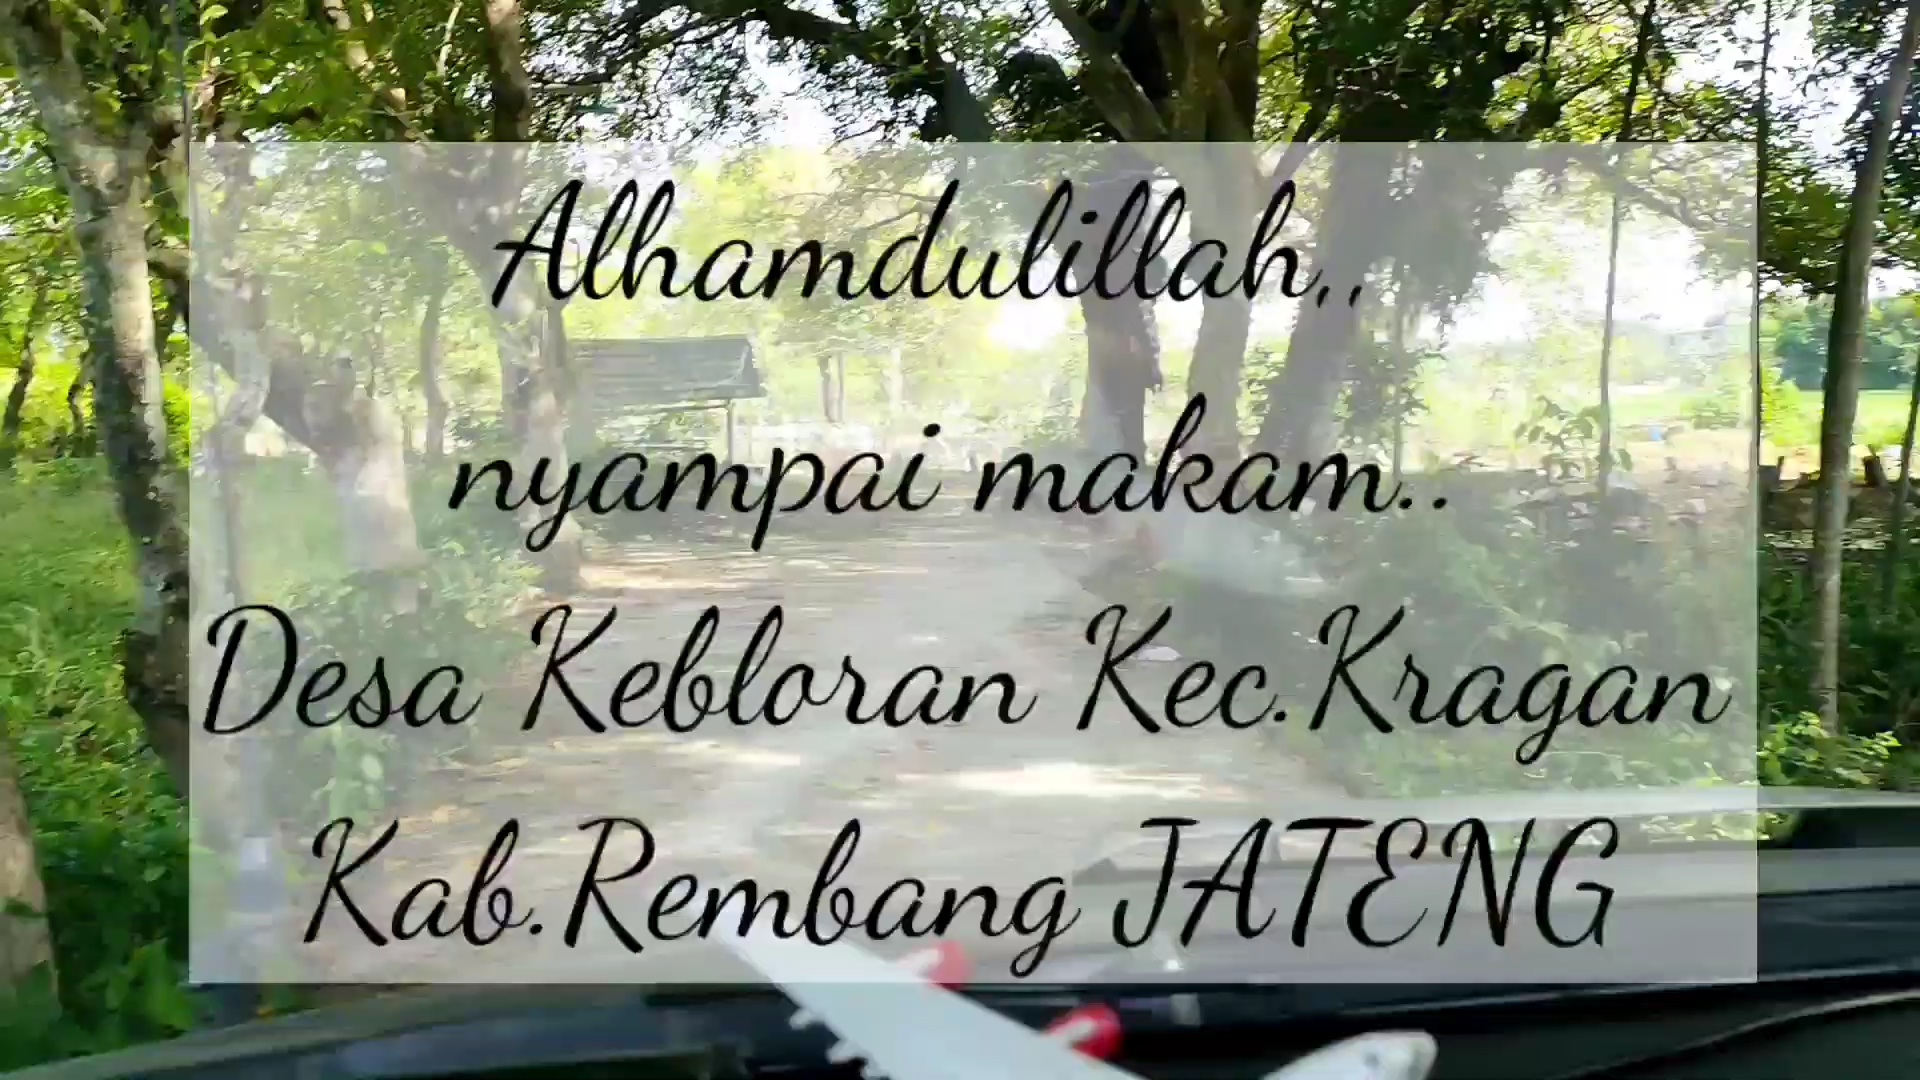 Alhamdulillah,,
nyampai makam..
Desa Kebloran Kec.Kragan
Kab.Rembang JATENG